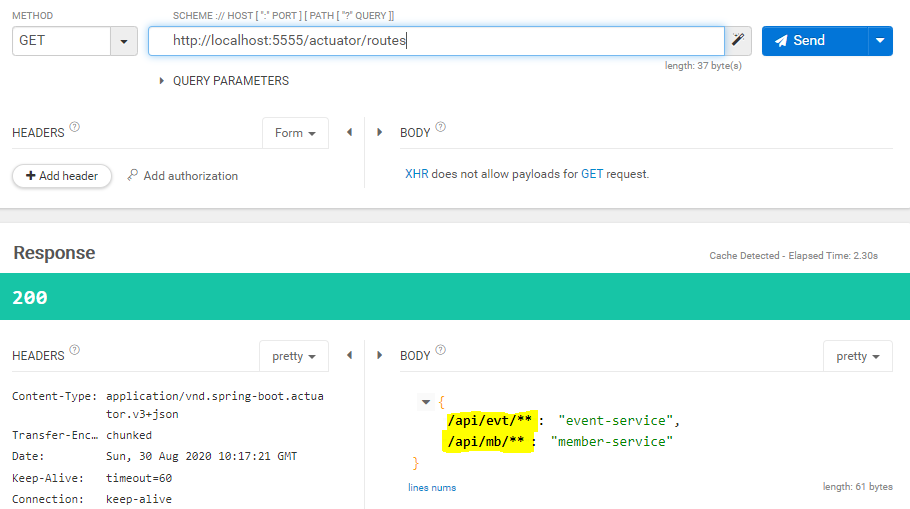 METHOD
SCHEME :// HOST [ ":" PORT ] [ PATH [ "?" QUERY ]]
GET
http://localhost:5555/actuator/routes
Send
length: 37 byte(s)
QUERY PARAMETERS
HEADERS ?
Form
BODY ?
Add header
Add authorization
XHR does not allow payloads for GET request.
Response
Cache Detected - Elapsed Time: 2.30s
200
HEADERS ?
pretty
BODY ?
pretty
Content-Type: application/vnd.spring-boot.actua
tor.v3+json
Transfer-Enc… chunked
Date: Sun, 30 Aug 2020 10:17:21 GMT
Keep-Alive: timeout=60
Connection: keep-alive
{
/api/evt/** : "event-service",
/api/mb/** : "member-service"
}
lines nums
length: 61 bytes